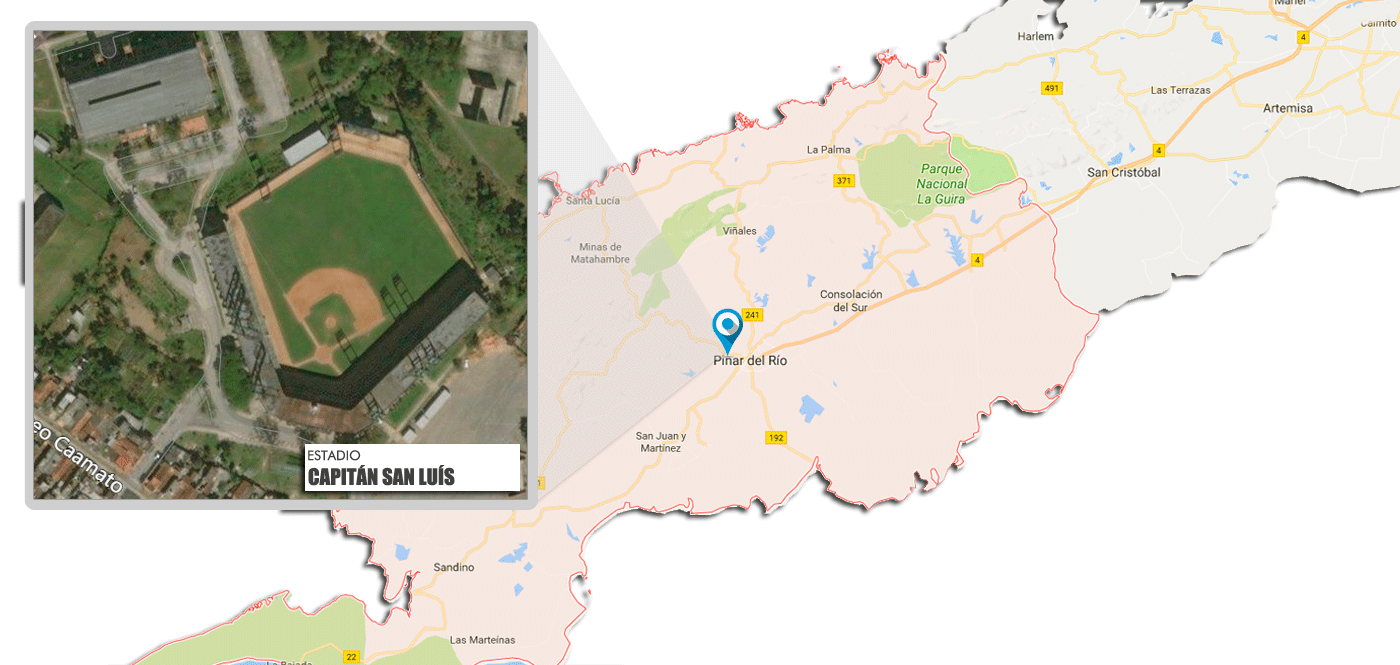 Mariel
Caimito
Harlem
4
491
Las Terrazas
Artemisa
La Palma
4
371
Parque
Nacional
La Guira
San Cristóbal
Santa Lucía
Viñales
Minas de
Matahambre
4
Consolación
del Sur
241
Pinar del Río
San Juan y
Martínez
192
eo Caamato
ESTADIO
CAPITÁN SAN LUÍS
1
Sandino
Las Marteínas
22
La Bajada